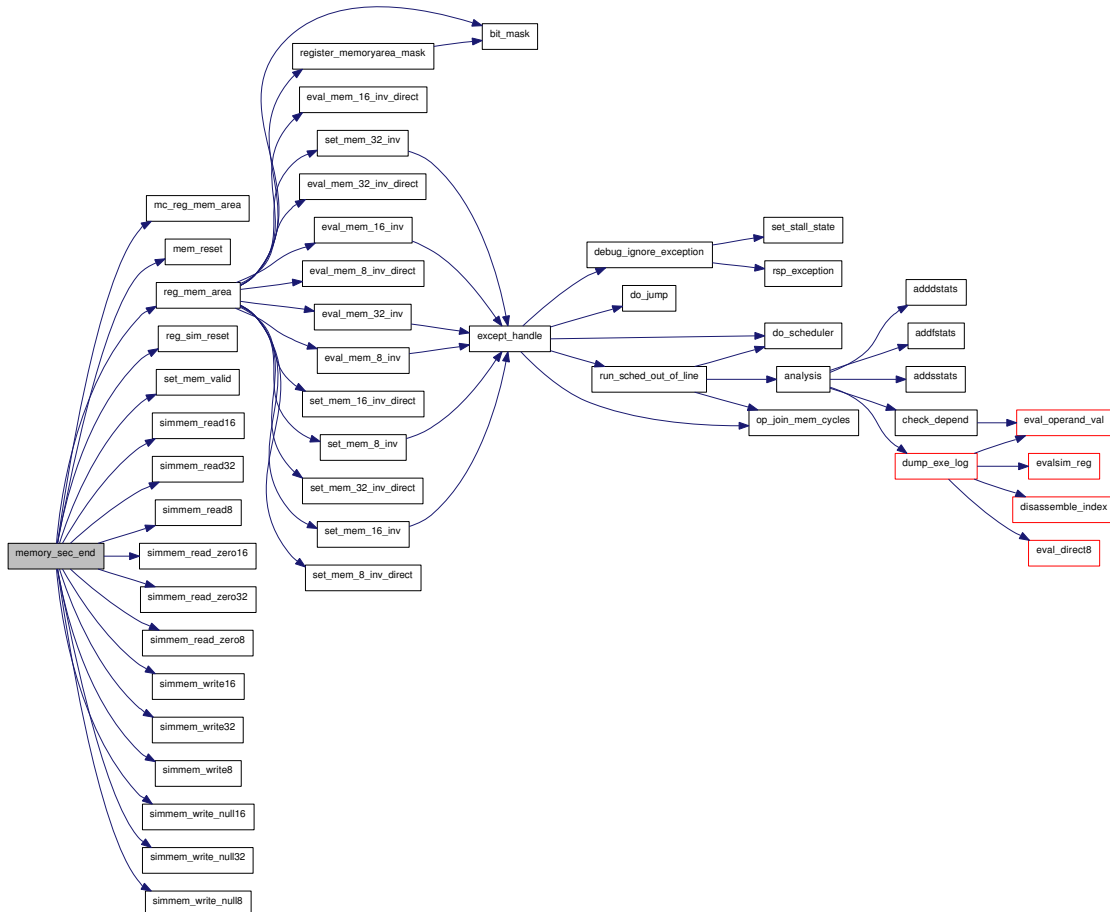 memory_sec_end
mc_reg_mem_area
mem_reset
reg_mem_area
reg_sim_reset
set_mem_valid
simmem_read16
simmem_read32
simmem_read8
simmem_read_zero16
simmem_read_zero32
simmem_read_zero8
simmem_write16
simmem_write32
simmem_write8
simmem_write_null16
simmem_write_null32
simmem_write_null8
register_memoryarea_mask
eval_mem_16_inv_direct
set_mem_32_inv
eval_mem_32_inv_direct
eval_mem_16_inv
eval_mem_8_inv_direct
eval_mem_32_inv
eval_mem_8_inv
set_mem_16_inv_direct
set_mem_8_inv
set_mem_32_inv_direct
set_mem_16_inv
set_mem_8_inv_direct
bit_mask
except_handle
debug_ignore_exception
do_jump
run_sched_out_of_line
set_stall_state
rsp_exception
do_scheduler
analysis
op_join_mem_cycles
adddstats
addfstats
addsstats
check_depend
dump_exe_log
eval_operand_val
evalsim_reg
disassemble_index
eval_direct8